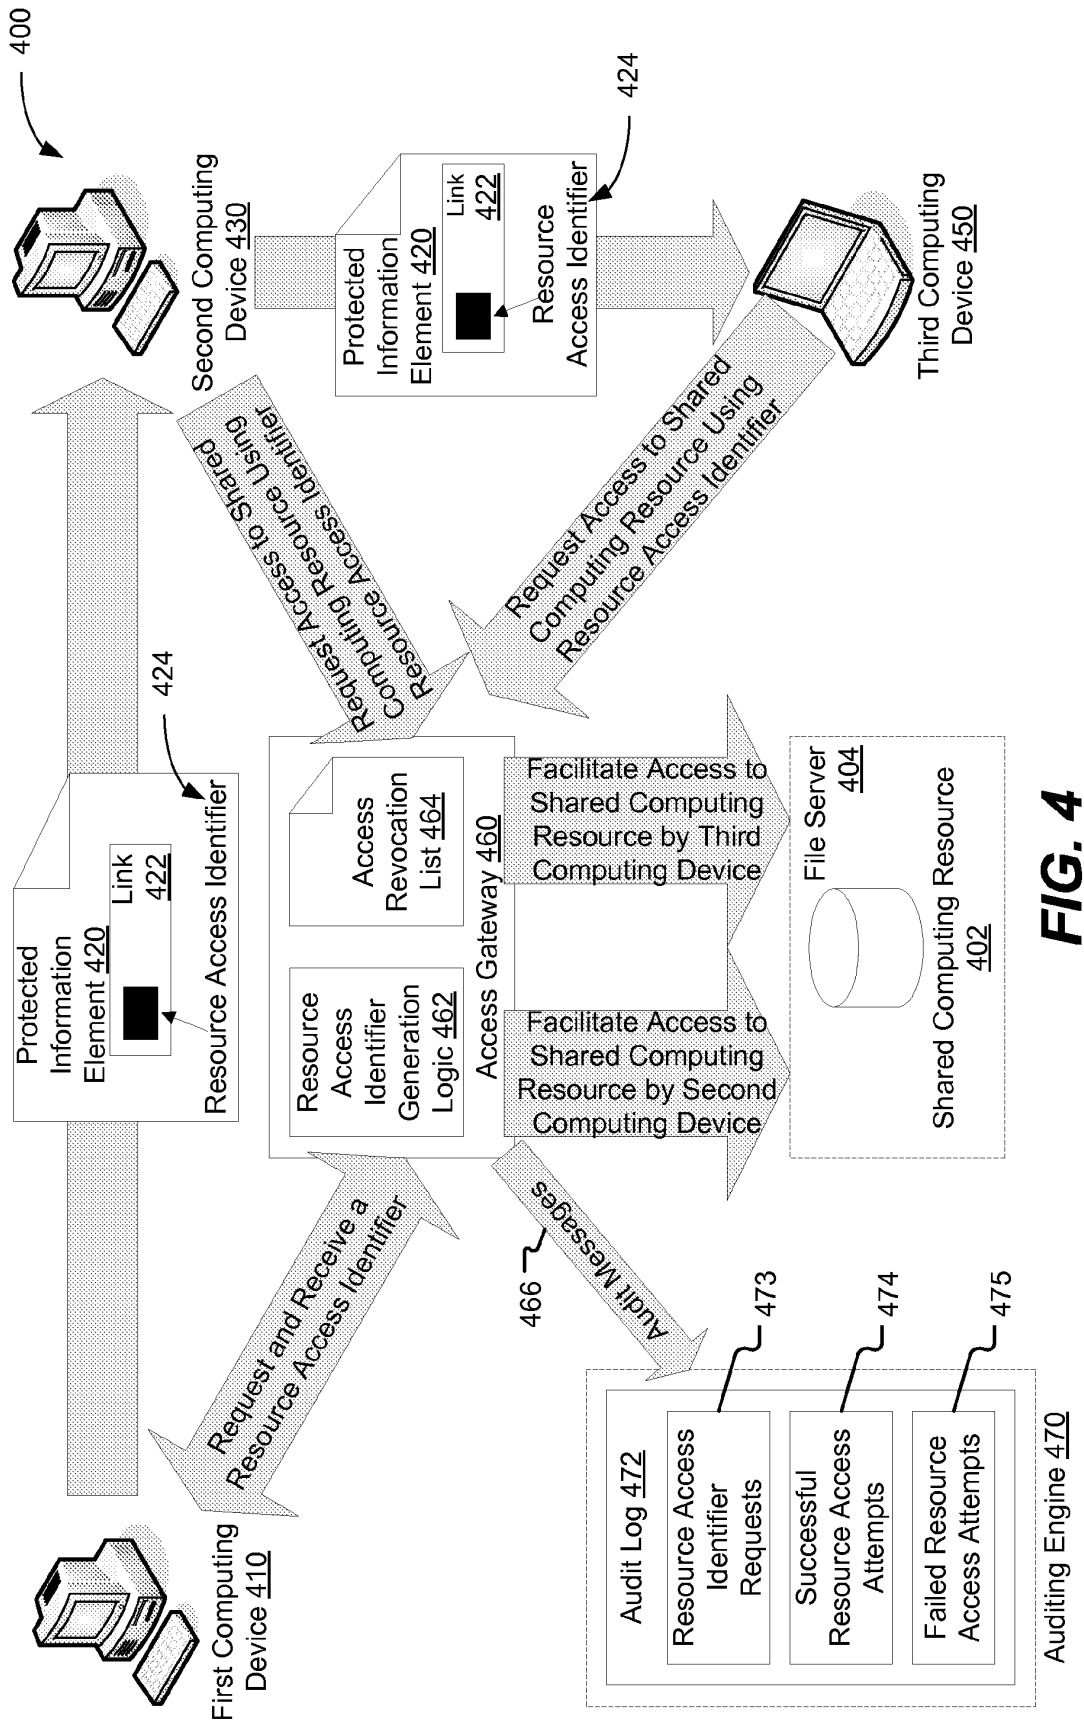 400
First Computing
Device 410
Protected
Information
Element 420
Link
422
Resource Access Identifier
424
Second Computing
Device 430
Protected
Information
Element 420
Link
422
Resource
Access Identifier
424
Third Computing
Device 450
Request and Receive a
Resource Access Identifier
Request Access to Shared
Computing Resource Using
Resource Access Identifier
Request Access to Shared
Computing Resource Using
Resource Access Identifier
Resource
Access
Identifier
Generation
Logic 462
Access
Revocation
List 464
Access Gateway 460
Audit Messages
466
Facilitate Access to
Shared Computing
Resource by Second
Computing Device
Facilitate Access to
Shared Computing
Resource by Third
Computing Device
File Server
404
Shared Computing Resource
402
Audit Log 472
Resource Access
Identifier
Requests
473
Successful
Resource Access
Attempts
474
Failed Resource
Access Attempts
475
Auditing Engine 470
FIG. 4